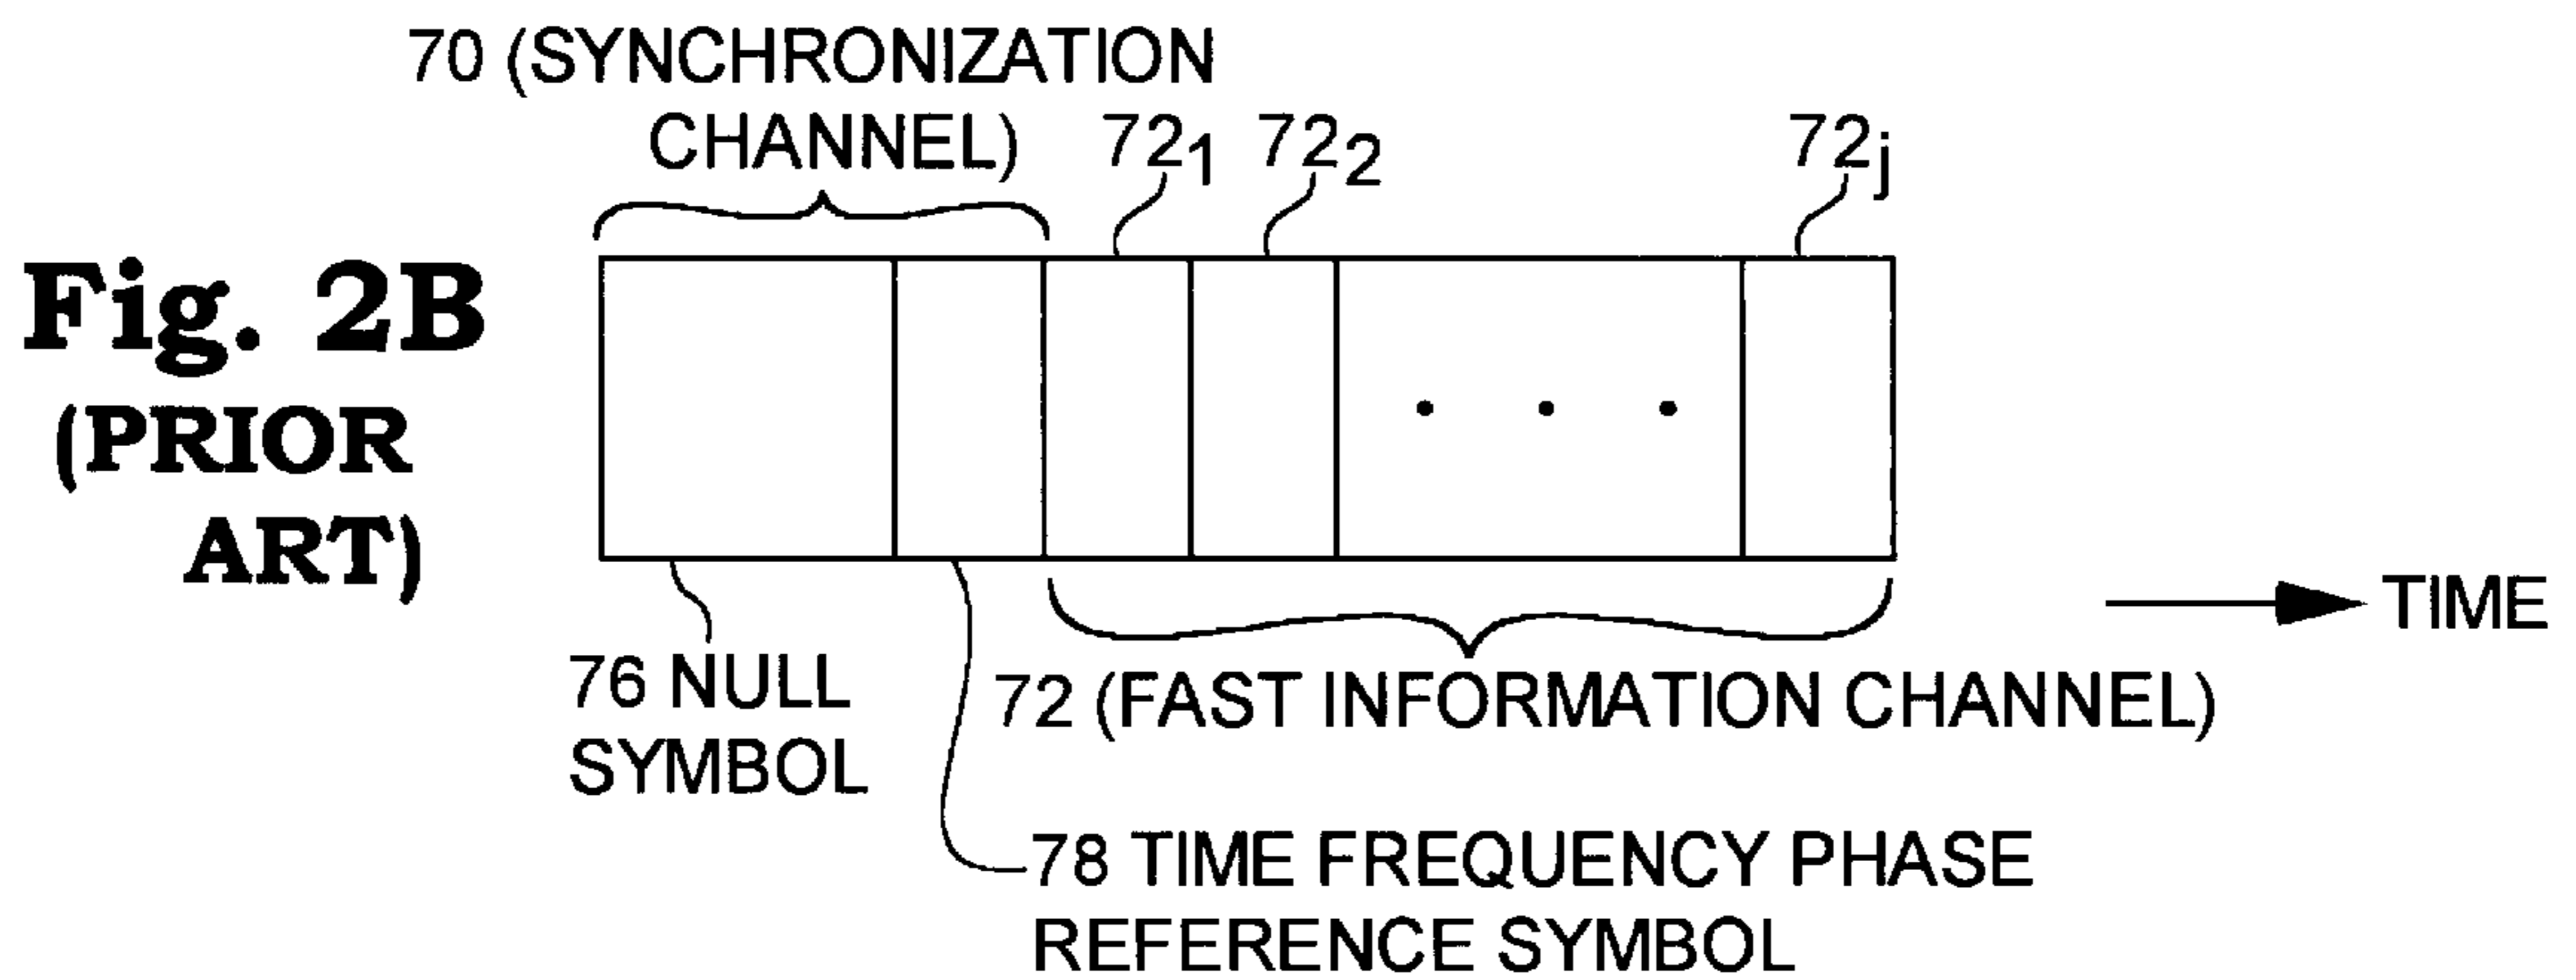 70 (SYNCHRONIZATION
CHANNEL)
72₁
72₂
72ⱼ
Fig. 2B
(PRIOR
ART)
. . .
TIME
76 NULL
SYMBOL
72 (FAST INFORMATION CHANNEL)
78 TIME FREQUENCY PHASE
REFERENCE SYMBOL